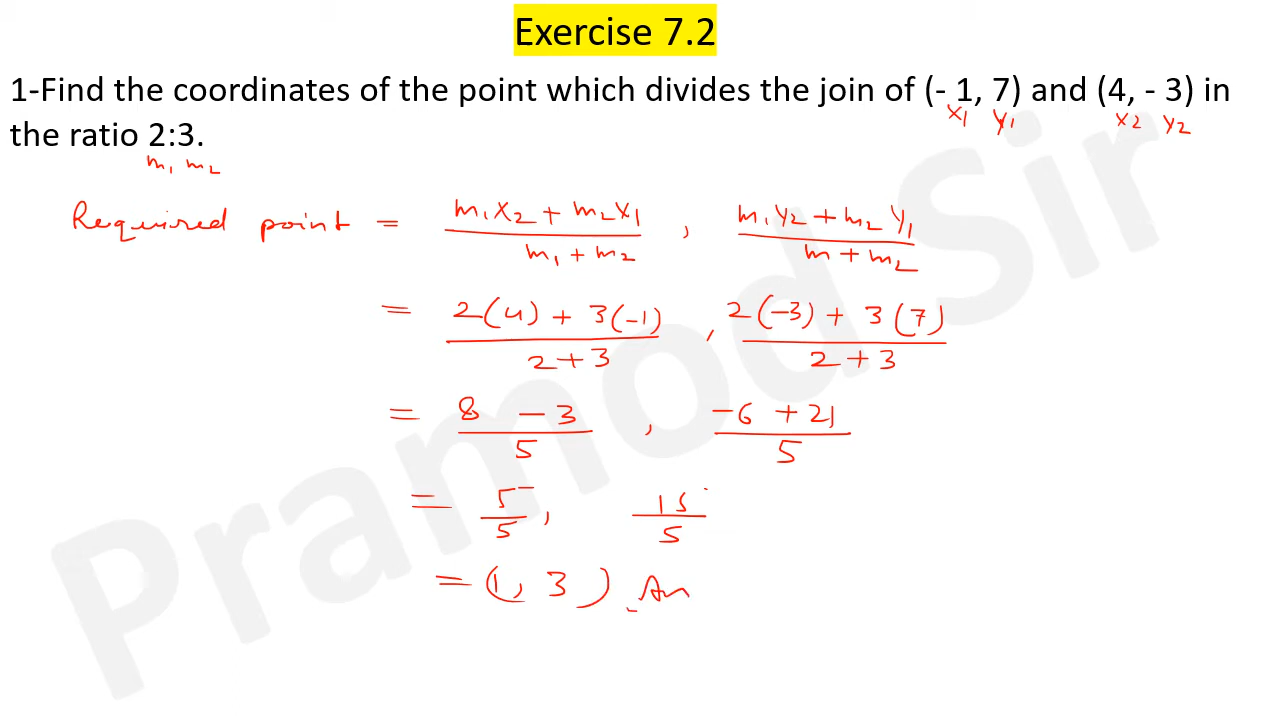 Exercise 7.2
1-Find the coordinates of the point which divides the join of (- 1, 7) and (4, - 3) in
x1 y1 x2 y2
the ratio 2:3.
m1 m2
Required point = m1x2 + m2x1 / m1 + m2 , m1y2 + m2y1 / m + m2
= 2(4) + 3(-1) / 2+3 , 2(-3) + 3(7) / 2+3
= 8 - 3 / 5 , -6 + 21 / 5
= 5/5 , 15/5
= (1, 3) An
Pramod Sir